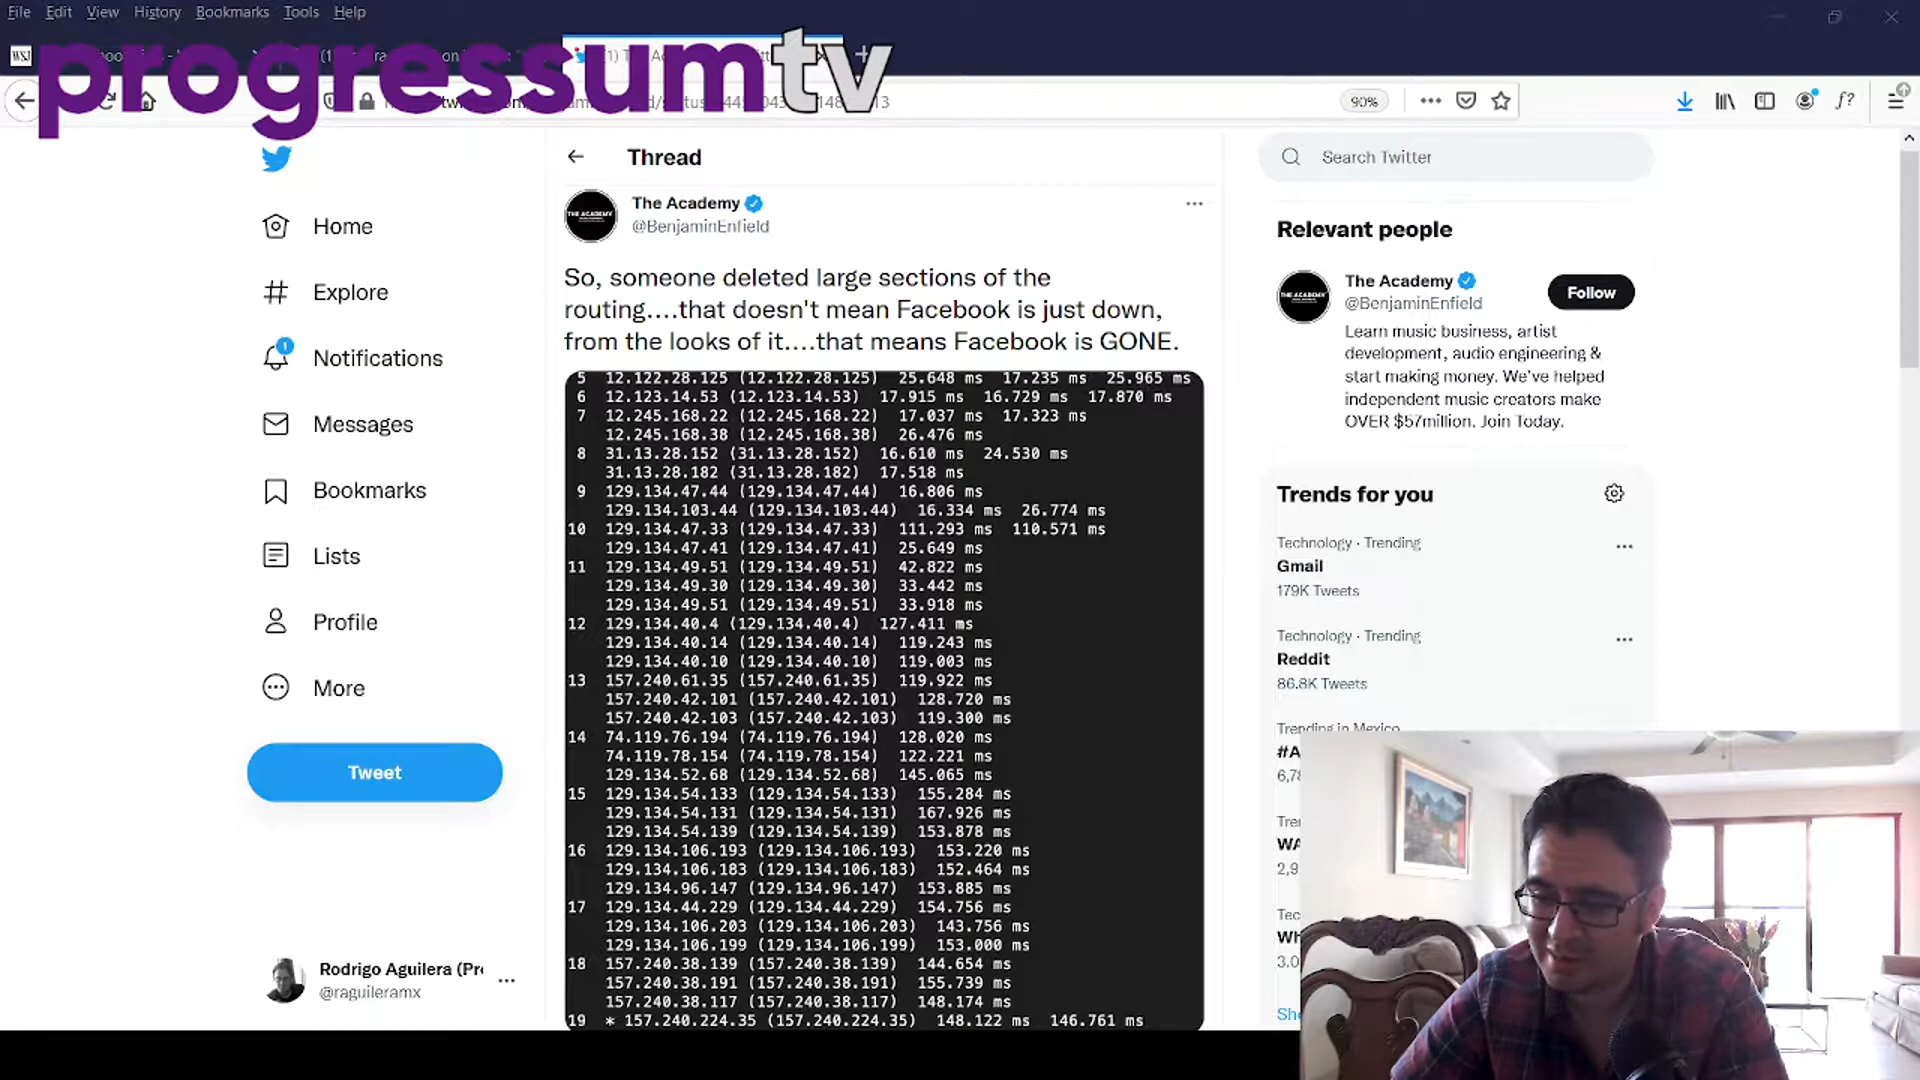 File Edit View History Bookmarks Tools Help
progressumtv
90%
Thread
Search Twitter
The Academy
@BenjaminEnfield
So, someone deleted large sections of the
routing....that doesn't mean Facebook is just down,
from the looks of it....that means Facebook is GONE.
5 12.122.28.125 (12.122.28.125) 25.648 ms 17.235 ms 25.965 ms
6 12.123.14.53 (12.123.14.53) 17.915 ms 16.729 ms 17.870 ms
7 12.245.168.22 (12.245.168.22) 17.037 ms 17.323 ms
12.245.168.38 (12.245.168.38) 26.476 ms
8 31.13.28.152 (31.13.28.152) 16.610 ms 24.530 ms
31.13.28.182 (31.13.28.182) 17.518 ms
9 129.134.47.44 (129.134.47.44) 16.806 ms
129.134.103.44 (129.134.103.44) 16.334 ms 26.774 ms
10 129.134.47.33 (129.134.47.33) 111.293 ms 110.571 ms
129.134.47.41 (129.134.47.41) 25.649 ms
11 129.134.49.51 (129.134.49.51) 42.822 ms
129.134.49.30 (129.134.49.30) 33.442 ms
129.134.49.51 (129.134.49.51) 33.918 ms
12 129.134.40.4 (129.134.40.4) 127.411 ms
129.134.40.14 (129.134.40.14) 119.243 ms
129.134.40.10 (129.134.40.10) 119.003 ms
13 157.240.61.35 (157.240.61.35) 119.922 ms
157.240.42.101 (157.240.42.101) 128.720 ms
157.240.42.103 (157.240.42.103) 119.300 ms
14 74.119.76.194 (74.119.76.194) 128.020 ms
74.119.78.154 (74.119.78.154) 122.221 ms
129.134.52.68 (129.134.52.68) 145.065 ms
15 129.134.54.133 (129.134.54.133) 155.284 ms
129.134.54.131 (129.134.54.131) 167.926 ms
129.134.54.139 (129.134.54.139) 153.878 ms
16 129.134.106.193 (129.134.106.193) 153.220 ms
129.134.106.183 (129.134.106.183) 152.464 ms
129.134.96.147 (129.134.96.147) 153.885 ms
17 129.134.44.229 (129.134.44.229) 154.756 ms
129.134.106.203 (129.134.106.203) 143.756 ms
129.134.106.199 (129.134.106.199) 153.000 ms
18 157.240.38.139 (157.240.38.139) 144.654 ms
157.240.38.191 (157.240.38.191) 155.739 ms
157.240.38.117 (157.240.38.117) 148.174 ms
19 * 157.240.224.35 (157.240.224.35) 148.122 ms 146.761 ms
Home
Explore
1
Notifications
Messages
Bookmarks
Lists
Profile
More
Tweet
Rodrigo Aguilera (Pr
@raguileramx
Relevant people
The Academy
@BenjaminEnfield
Follow
Learn music business, artist
development, audio engineering &
start making money. We've helped
independent music creators make
OVER $57million. Join Today.
Trends for you
Technology · Trending
Gmail
179K Tweets
Technology · Trending
Reddit
86.8K Tweets
Trending in Mexico